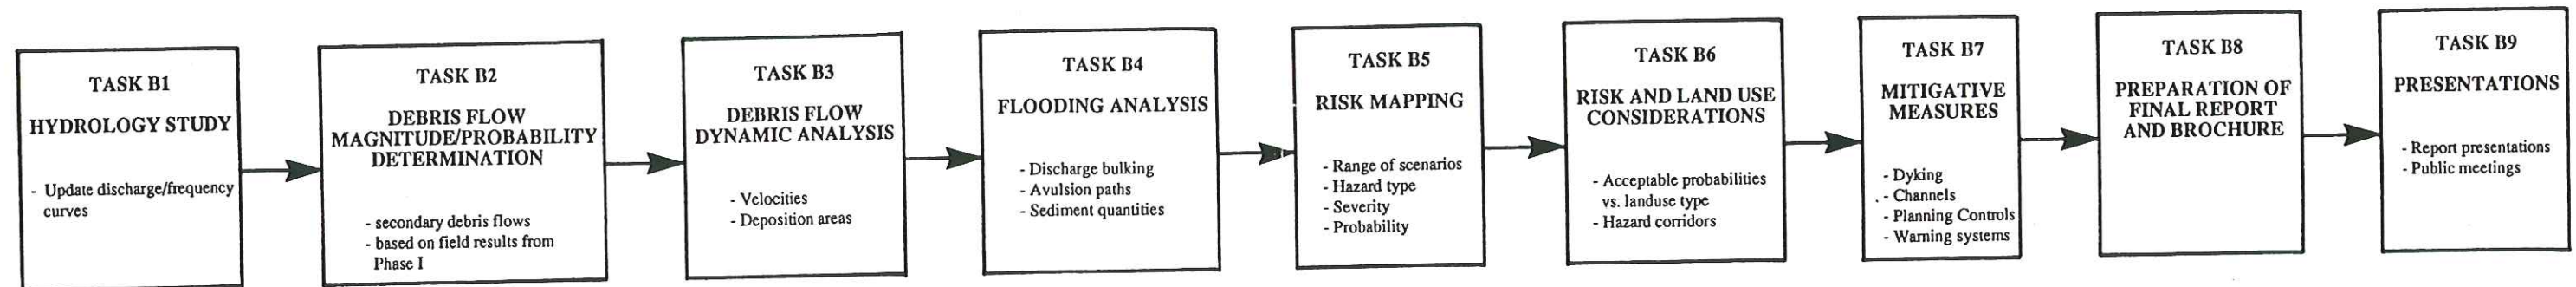 TASK B1
HYDROLOGY STUDY
- Update discharge/frequency
curves
TASK B2
DEBRIS FLOW
MAGNITUDE/PROBABILITY
DETERMINATION
- secondary debris flows
- based on field results from
Phase I
TASK B3
DEBRIS FLOW
DYNAMIC ANALYSIS
- Velocities
- Deposition areas
TASK B4
FLOODING ANALYSIS
- Discharge bulking
- Avulsion paths
- Sediment quantities
TASK B5
RISK MAPPING
- Range of scenarios
- Hazard type
- Severity
- Probability
TASK B6
RISK AND LAND USE
CONSIDERATIONS
- Acceptable probabilities
vs. landuse type
- Hazard corridors
TASK B7
MITIGATIVE
MEASURES
- Dyking
- Channels
- Planning Controls
- Warning systems
TASK B8
PREPARATION OF
FINAL REPORT
AND BROCHURE
TASK B9
PRESENTATIONS
- Report presentations
- Public meetings